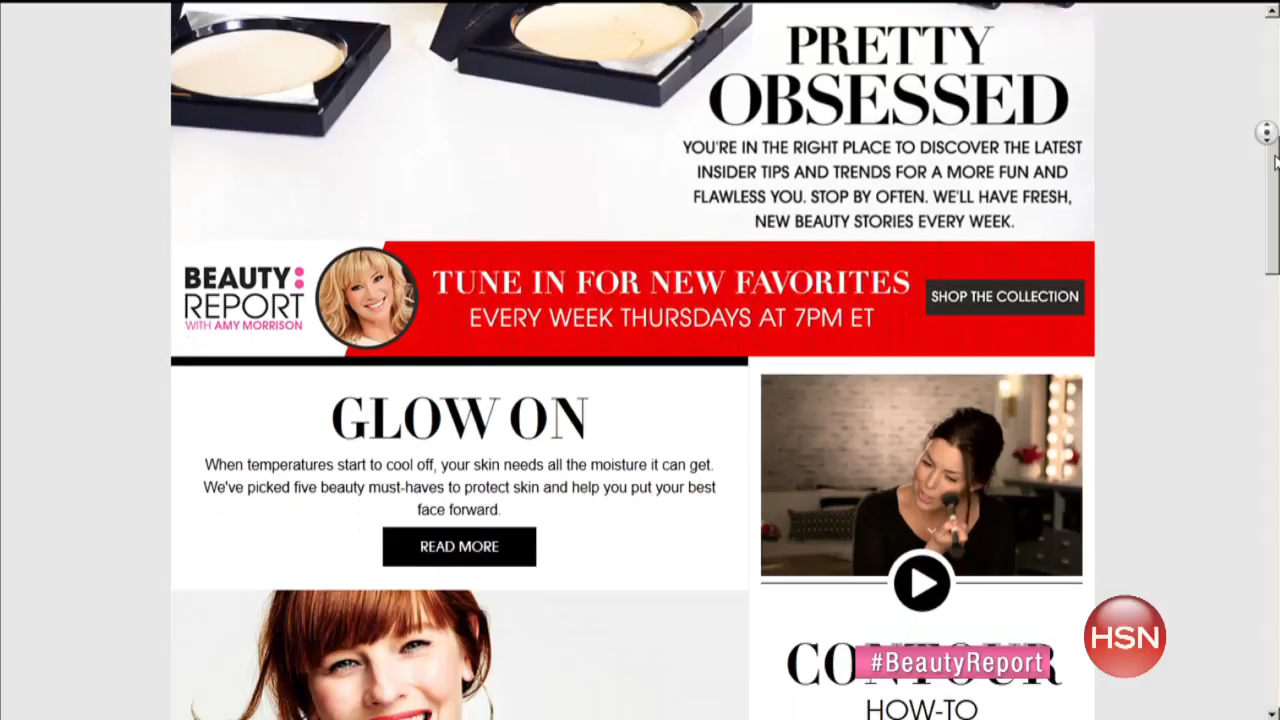 PRETTY
OBSESSED
YOU'RE IN THE RIGHT PLACE TO DISCOVER THE LATEST
INSIDER TIPS AND TRENDS FOR A MORE FUN AND
FLAWLESS YOU. STOP BY OFTEN. WE'LL HAVE FRESH,
NEW BEAUTY STORIES EVERY WEEK.
BEAUTY:
REPORT
WITH AMY MORRISON
TUNE IN FOR NEW FAVORITES
EVERY WEEK THURSDAYS AT 7PM ET
SHOP THE COLLECTION
GLOW ON
When temperatures start to cool off, your skin needs all the moisture it can get.
We've picked five beauty must-haves to protect skin and help you put your best
face forward.
READ MORE
HSN
#BeautyReport
HOW-TO